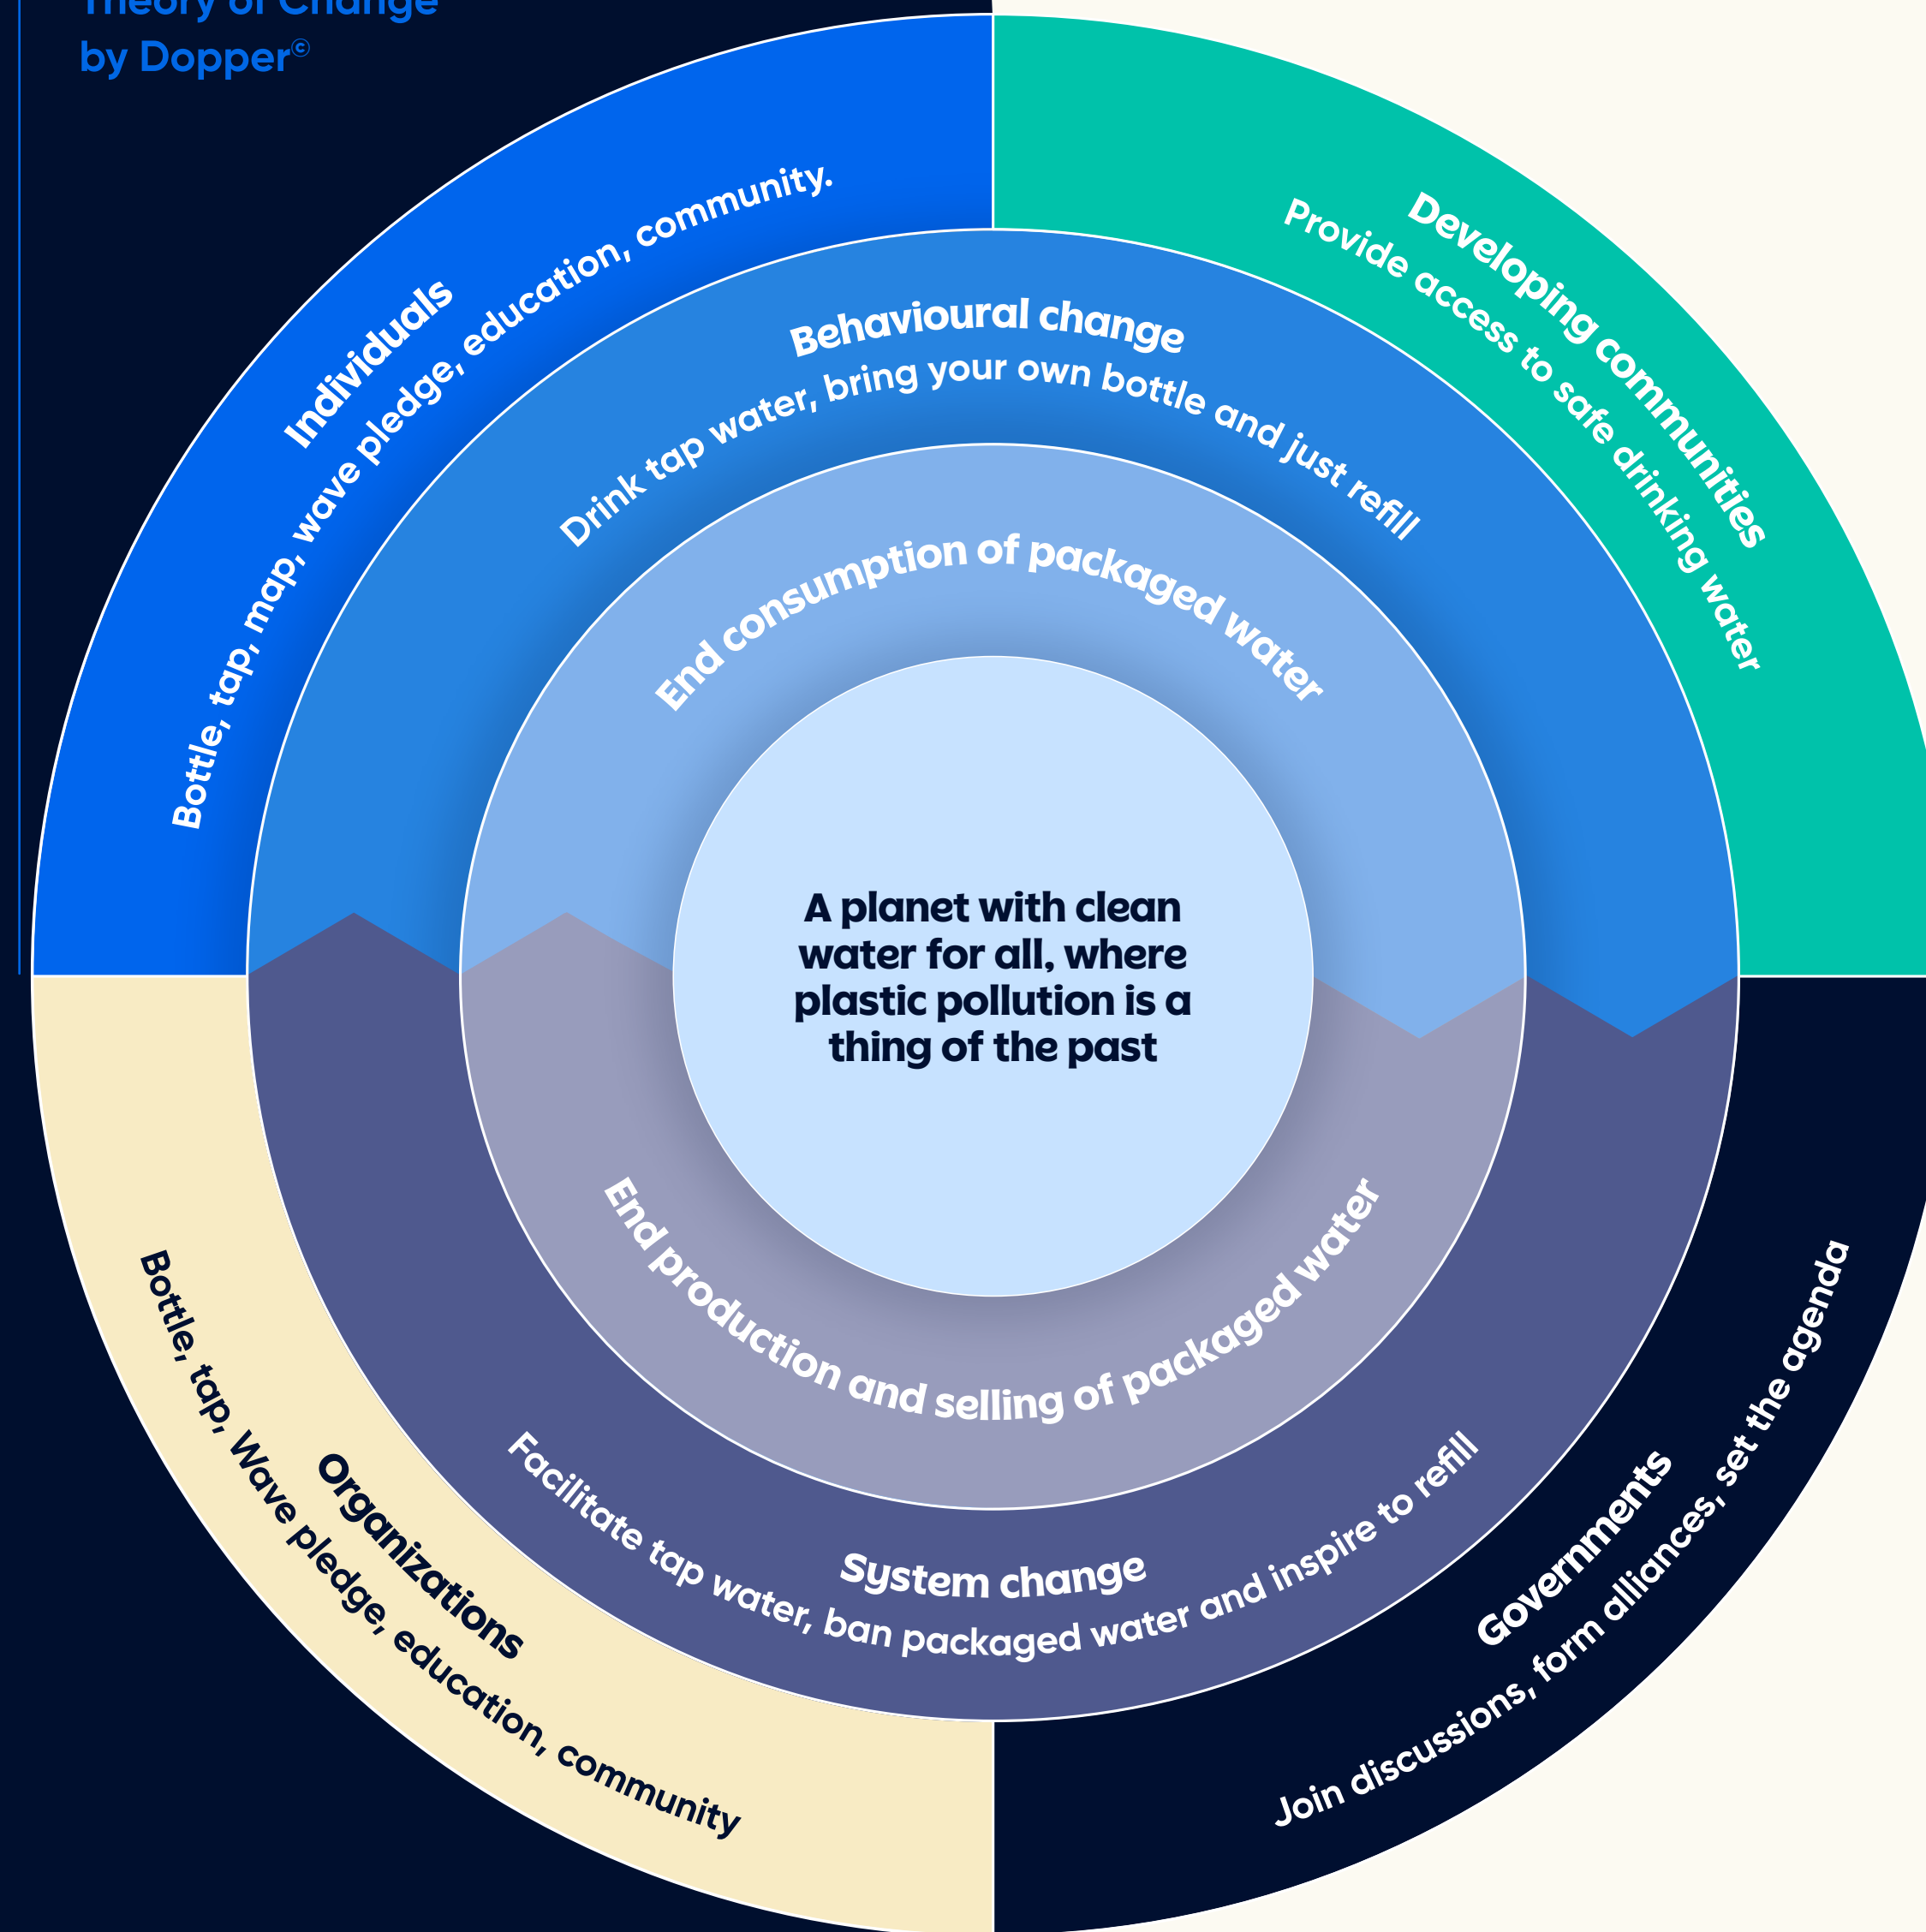 Theory of Change
by Dopper©
Individuals
Bottle, tap, map, wave pledge, education, community.
Developing communities
Provide access to safe drinking water
Behavioural change
Drink tap water, bring your own bottle and just refill
End consumption of packaged water
A planet with clean
water for all, where
plastic pollution is a
thing of the past
End production and selling of packaged water
System change
Facilitate tap water, ban packaged water and inspire to refill
Organizations
Bottle, tap, Wave pledge, education, community
Governments
Join discussions, form alliances, set the agenda